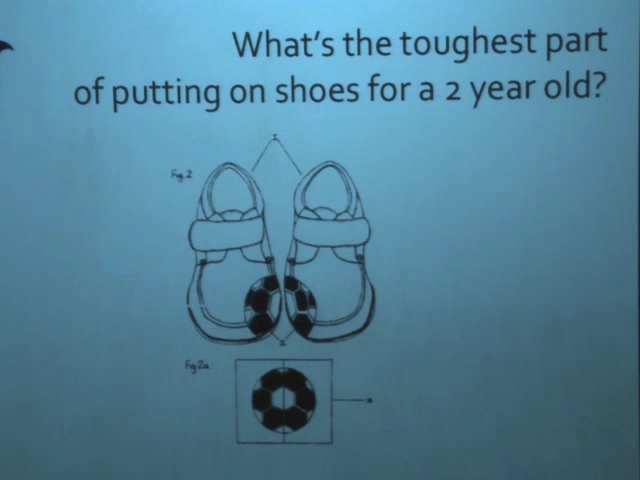 What's the toughest part
of putting on shoes for a 2 year old?
Fig.2
Fig 2a